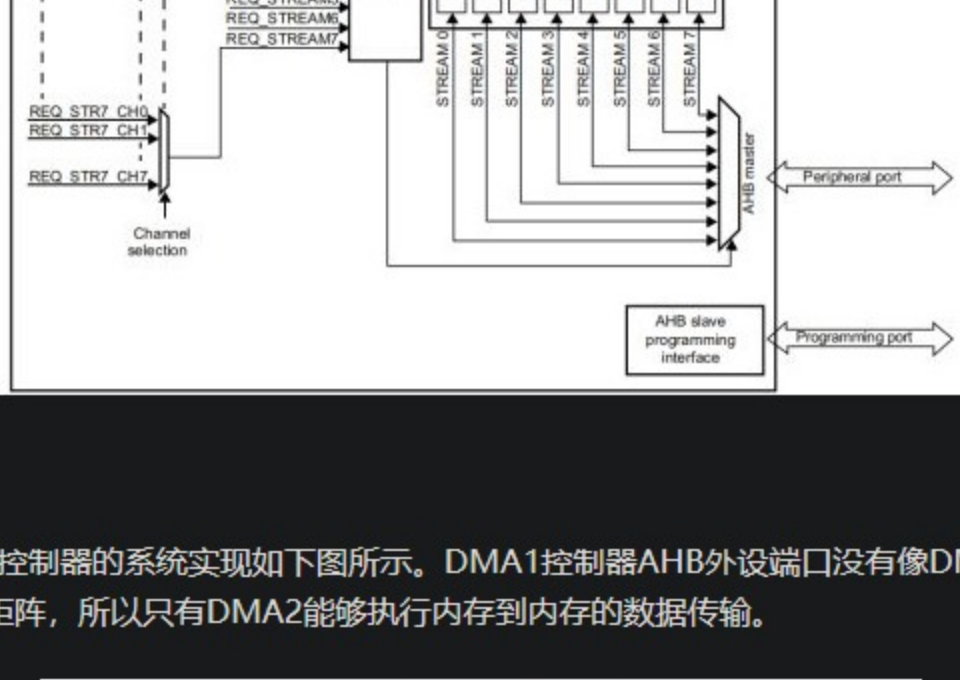 REQ_STREAM5
REQ_STREAM6
REQ_STREAM7
STREAM 0
STREAM 1
STREAM 2
STREAM 3
STREAM 4
STREAM 5
STREAM 6
STREAM 7
REQ_STR7_CH0
REQ_STR7_CH1
REQ_STR7_CH7
Channel
selection
AHB master
Peripheral port
AHB slave
programming
interface
Programming port
控制器的系统实现如下图所示。DMA1控制器AHB外设端口没有像DM
矩阵，所以只有DMA2能够执行内存到内存的数据传输。